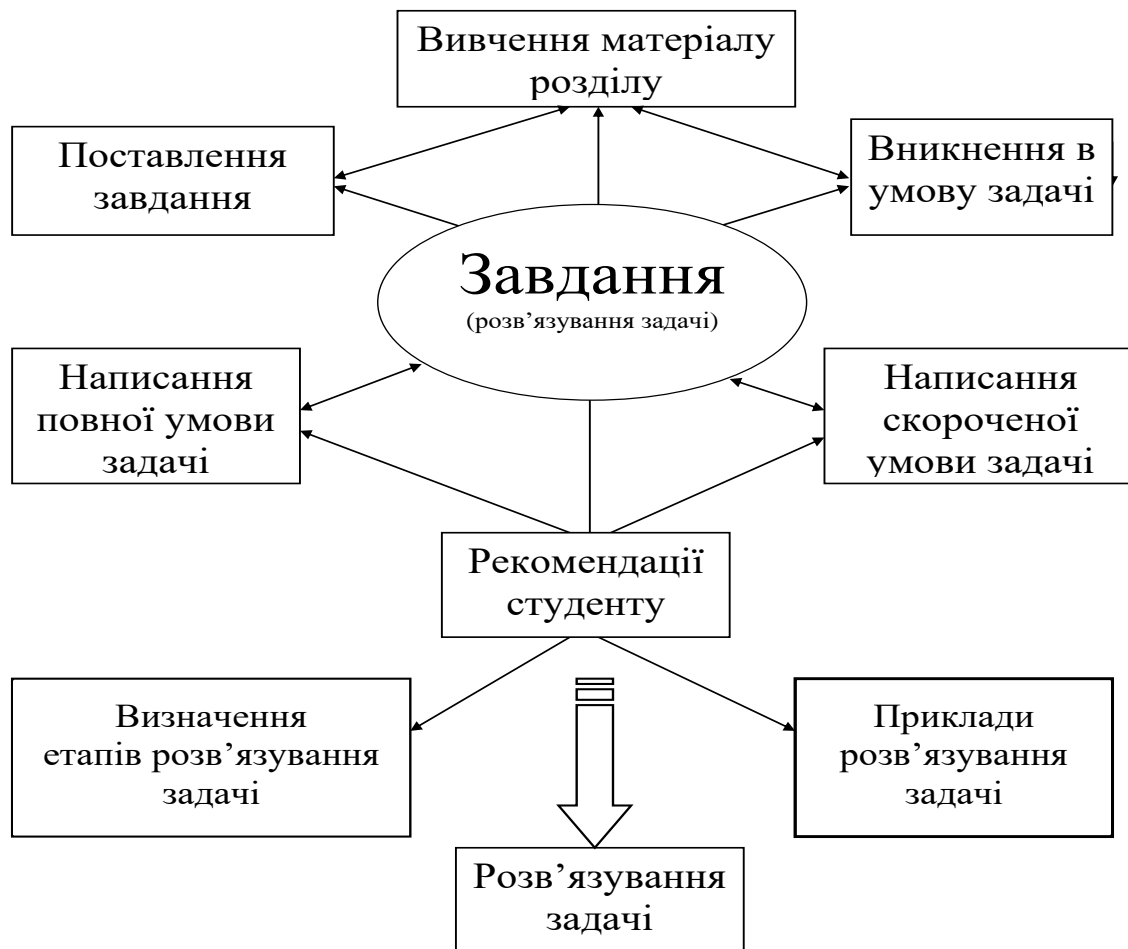 Вивчення матеріалу
розділу
Поставлення
завдання
Вникнення в
умову задачі
Завдання
(розв’язування задачі)
Написання
повної умови
задачі
Написання
скороченої
умови задачі
Рекомендації
студенту
Визначення
етапів розв’язування
задачі
Приклади
розв’язування
задачі
Розв’язування
задачі